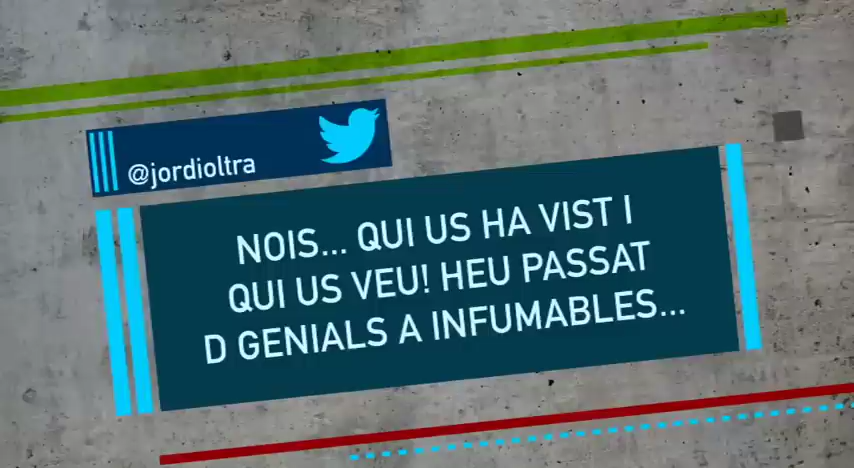 @jordioltra
NOIS... QUI US HA VIST I
QUI US VEU! HEU PASSAT
D GENIALS A INFUMABLES...